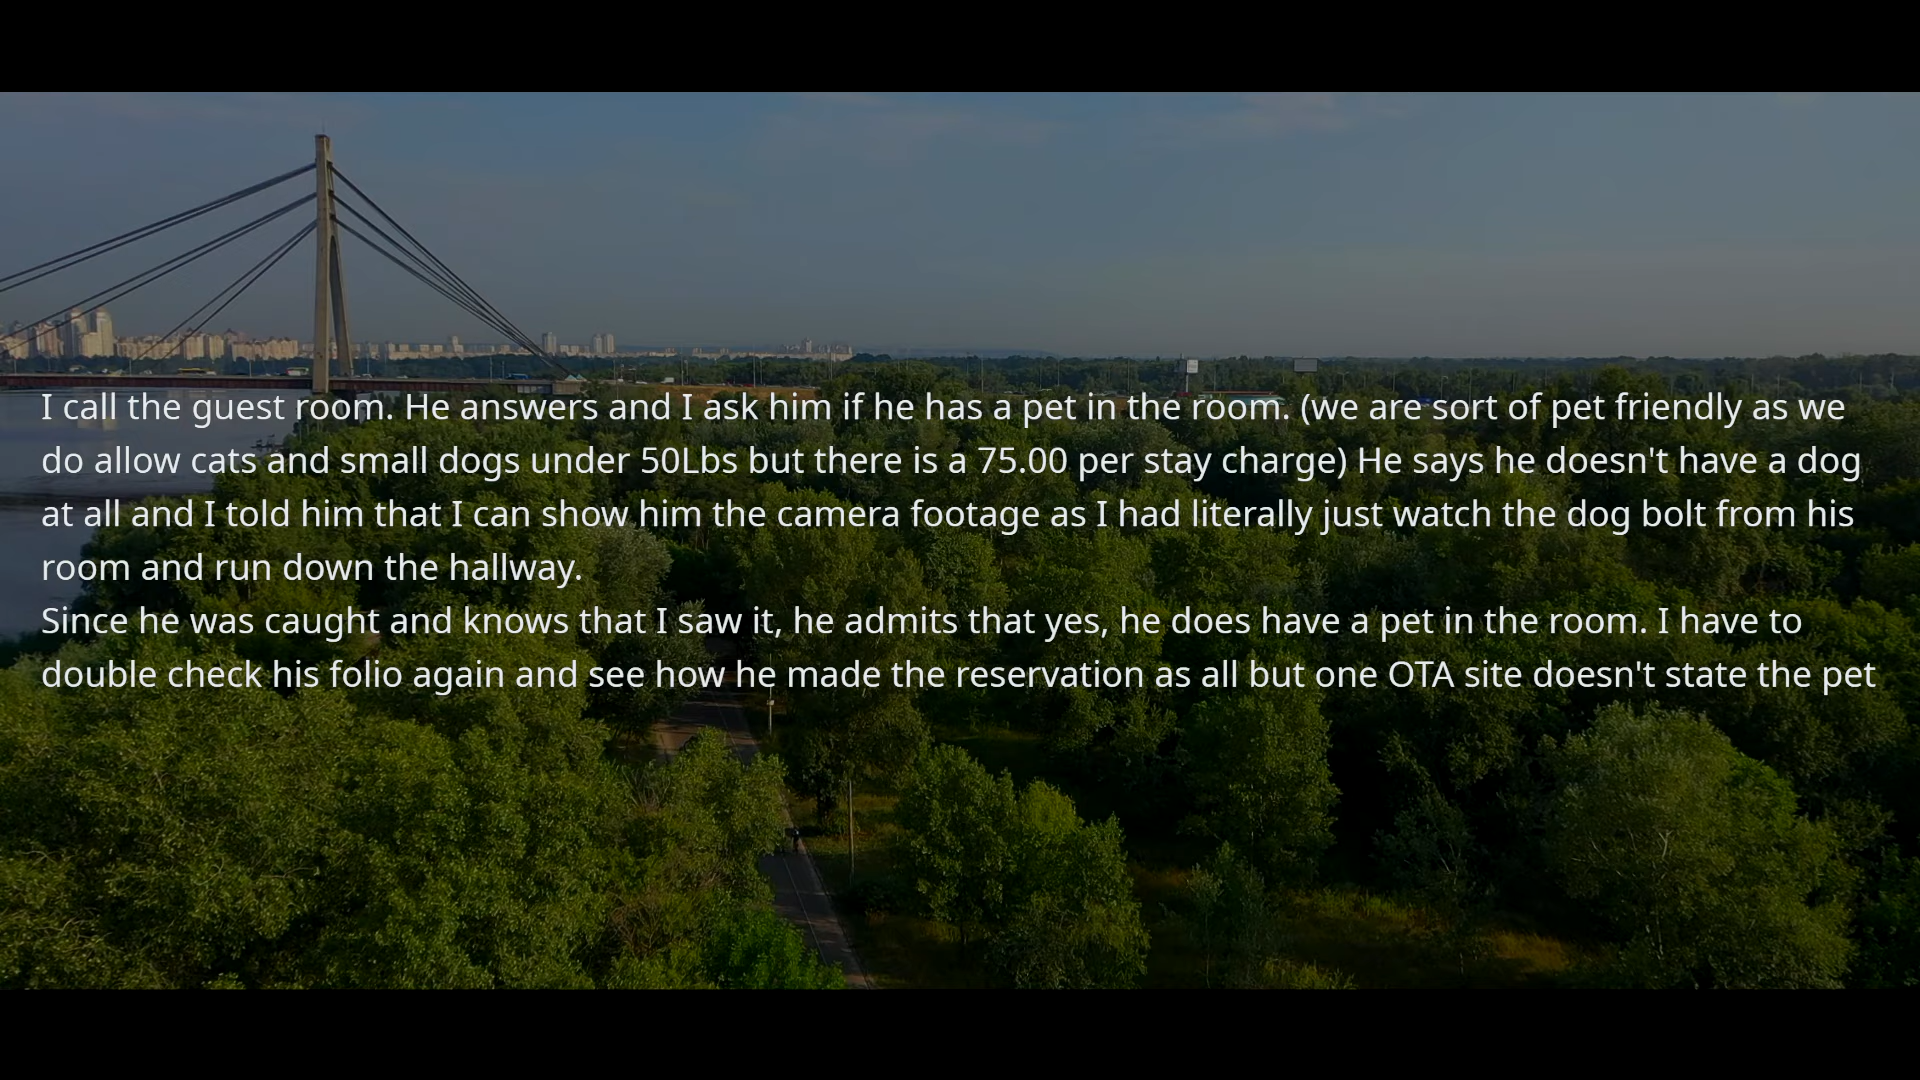 I call the guest room. He answers and I ask him if he has a pet in the room. (we are sort of pet friendly as we
do allow cats and small dogs under 50Lbs but there is a 75.00 per stay charge) He says he doesn't have a dog
at all and I told him that I can show him the camera footage as I had literally just watch the dog bolt from his
room and run down the hallway.
Since he was caught and knows that I saw it, he admits that yes, he does have a pet in the room. I have to
double check his folio again and see how he made the reservation as all but one OTA site doesn't state the pet